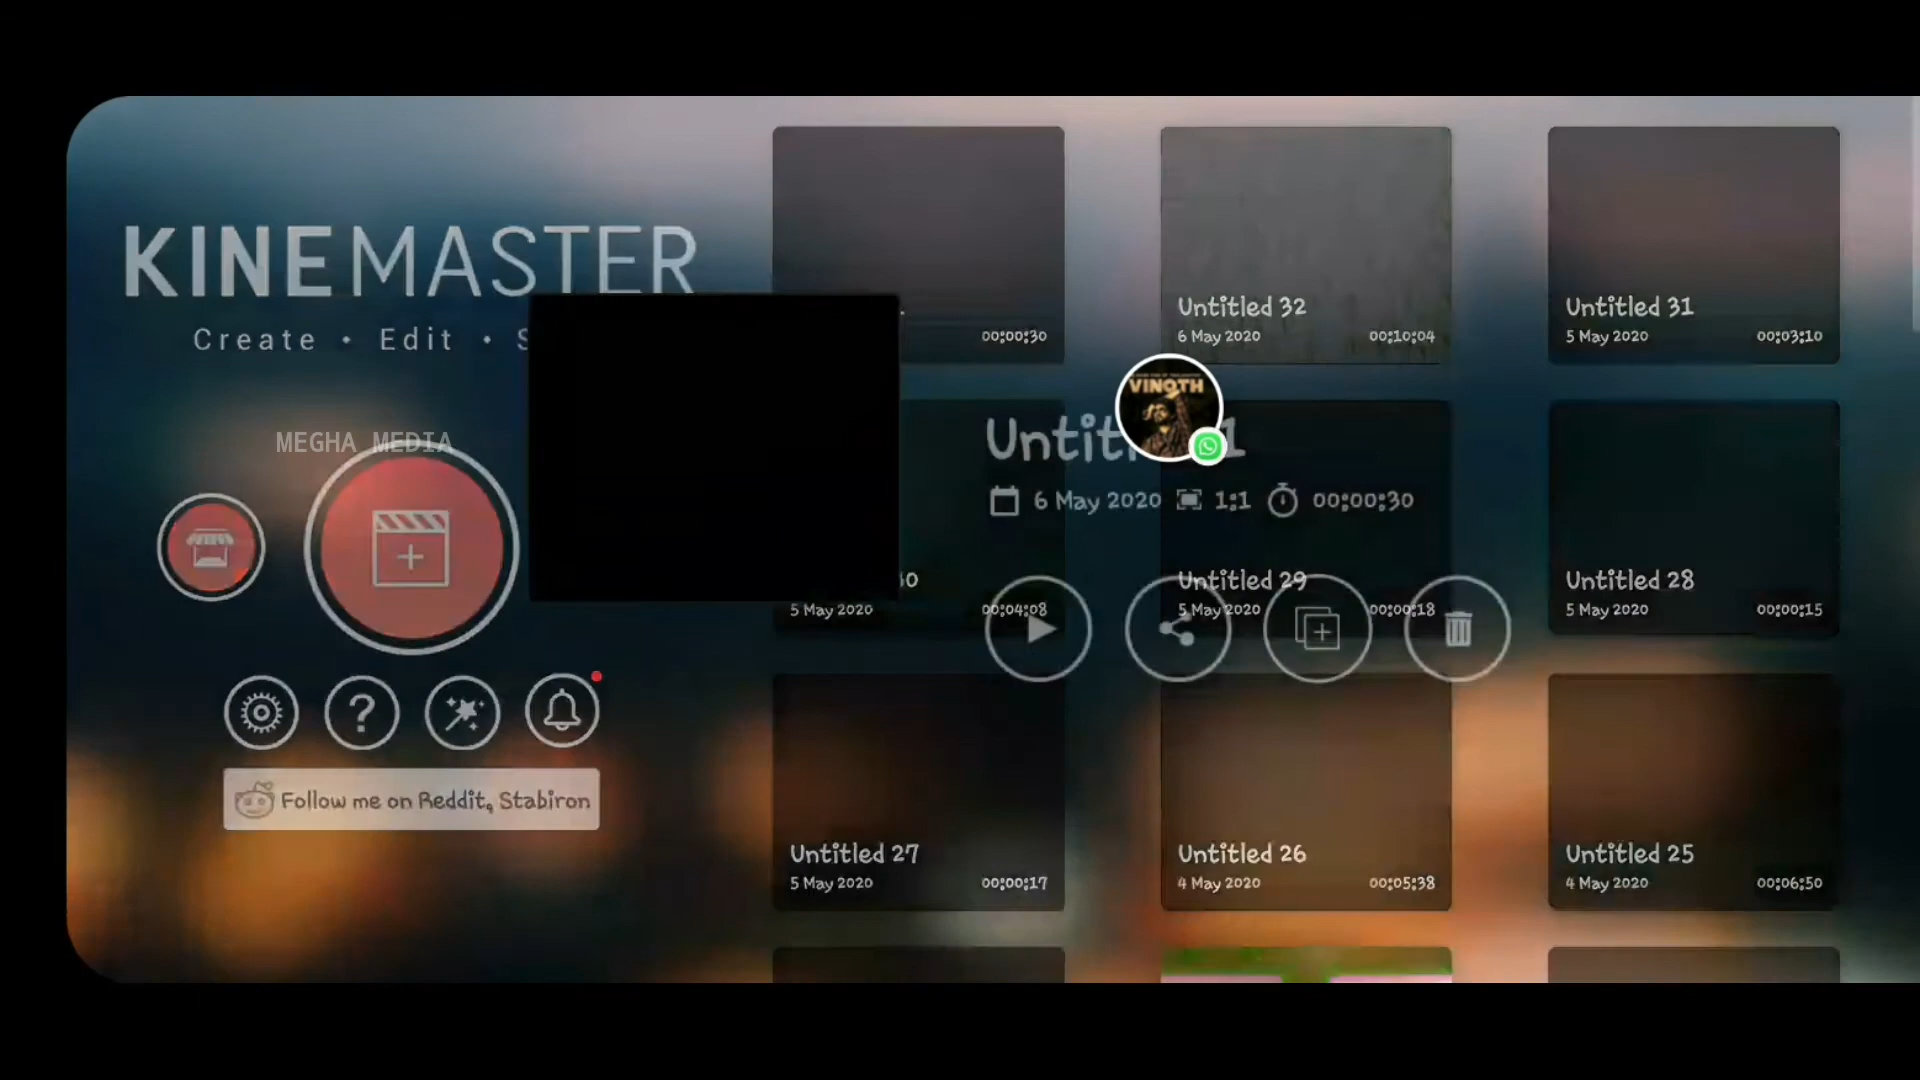 KINEMASTER
Create • Edit •
MEGHA MEDIA
Follow me on Reddit, Stabiron
00:00:30
Untitled 32
6 May 2020 00:10:04
Untitled 31
5 May 2020 00:03:10
VINOTH
6 May 2020 1:1 00:00:30
5 May 2020 00:04:08
Untitled 29
5 May 2020 00:00:18
Untitled 28
5 May 2020 00:00:15
Untitled 27
5 May 2020 00:00:17
Untitled 26
4 May 2020 00:05:38
Untitled 25
4 May 2020 00:06:50